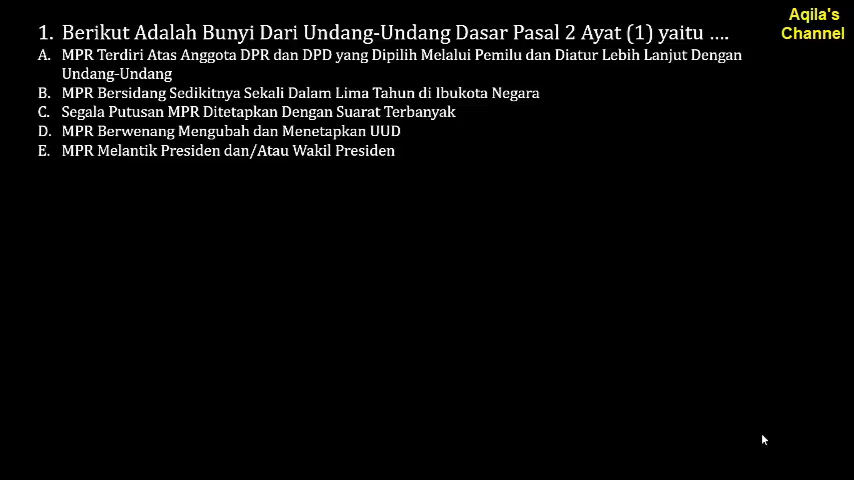 Aqila's
Channel
1. Berikut Adalah Bunyi Dari Undang-Undang Dasar Pasal 2 Ayat (1) yaitu ....
A. MPR Terdiri Atas Anggota DPR dan DPD yang Dipilih Melalui Pemilu dan Diatur Lebih Lanjut Dengan
Undang-Undang
B. MPR Bersidang Sedikitnya Sekali Dalam Lima Tahun di Ibukota Negara
C. Segala Putusan MPR Ditetapkan Dengan Suarat Terbanyak
D. MPR Berwenang Mengubah dan Menetapkan UUD
E. MPR Melantik Presiden dan/Atau Wakil Presiden